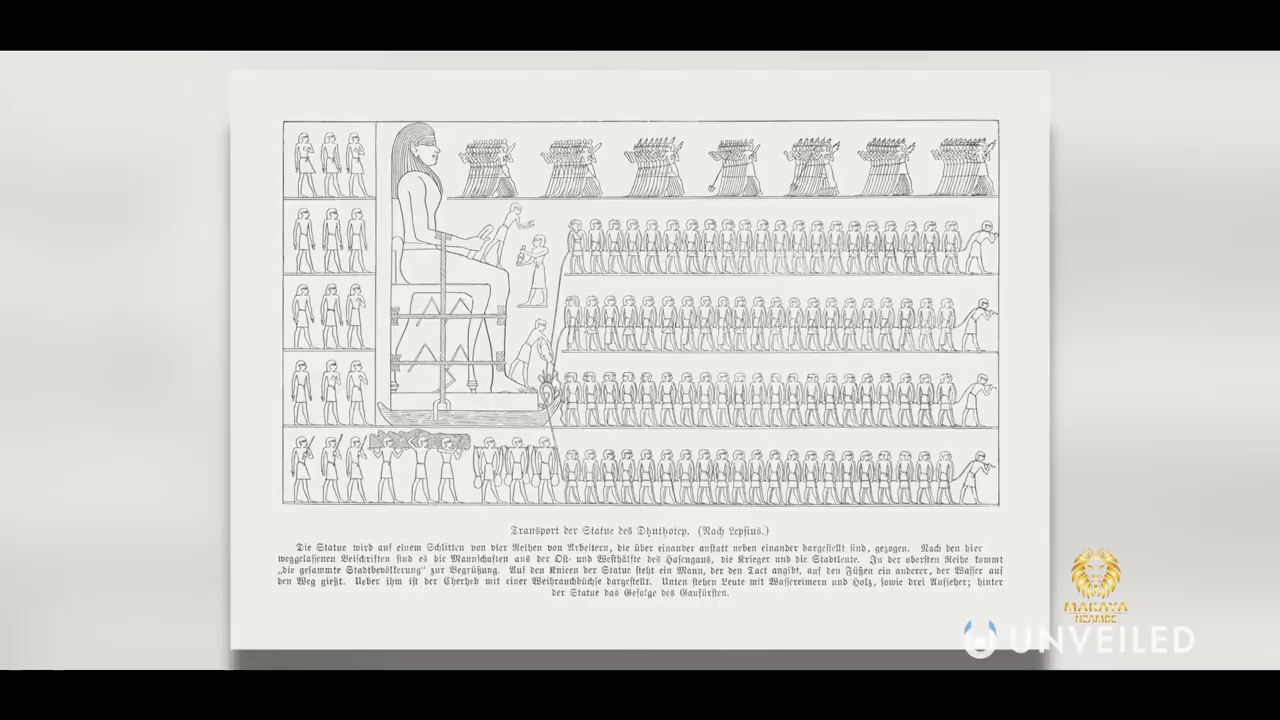 Transport der Statue des Dhuthotep. (Nach Lepsius.)
Die Statue wird auf einem Schlitten von vier Reihen von Arbeitern, die über einander anstatt neben einander dargestellt sind, gezogen. Nach den hier
weggelassenen Beischriften sind es die Mannschaften aus der Ost- und Westhälfte des Hasengaus, die Krieger und die Stadtleute. In der obersten Reihe kommt
„die gesammte Stadtbevölkerung“ zur Begrüßung. Auf den Knieen der Statue steht ein Mann, der den Tact angibt, auf den Füßen ein anderer, der Wasser auf
den Weg gießt. Ueber ihm ist der Cherheb mit einer Weihrauchbüchse dargestellt. Unten stehen Leute mit Wassereimern und Holz, sowie drei Aufseher; hinter
der Statue das Gefolge des Gaufürsten.
MAKAYA
NZAMBE
UNVEILED